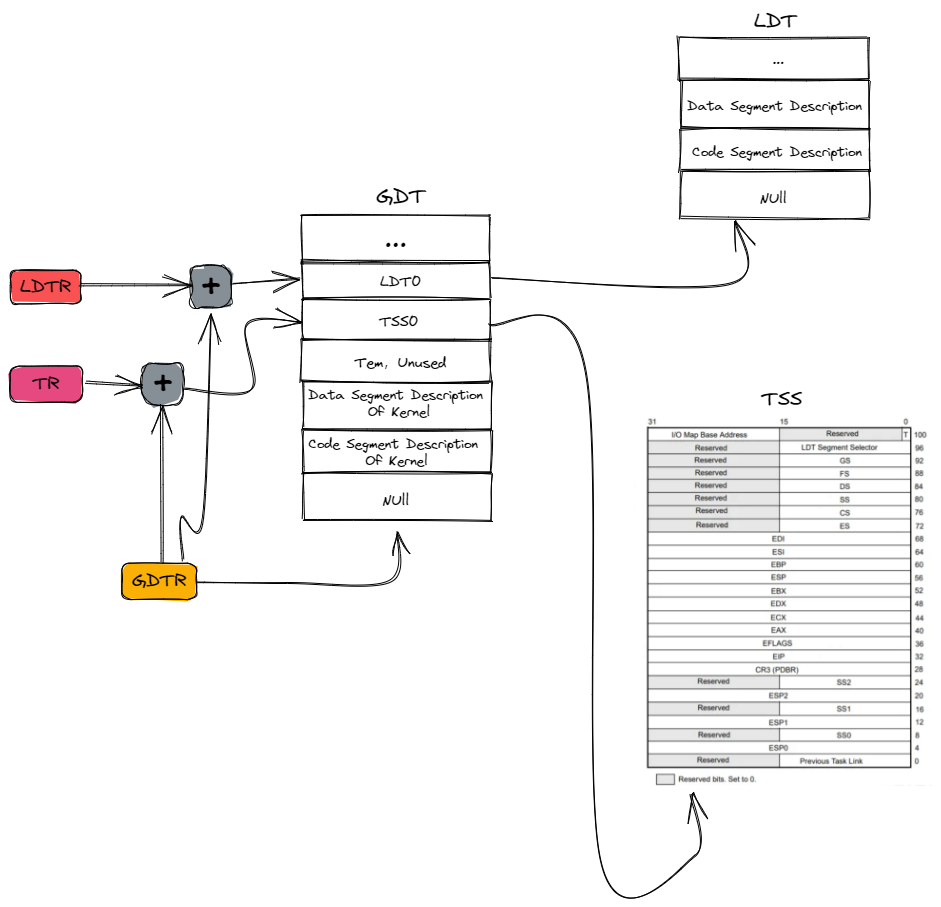 LDT
...
Data Segment Description
Code Segment Description
Null
GDT
...
LDT0
TSS0
Tem, Unused
Data Segment Description
Of Kernel
Code Segment Description
Of Kernel
Null
LDTR
+
TR
+
GDTR
TSS
31 15 0
I/O Map Base Address Reserved T 100
Reserved LDT Segment Selector 96
Reserved GS 92
Reserved FS 88
Reserved DS 84
Reserved SS 80
Reserved CS 76
Reserved ES 72
EDI 68
ESI 64
EBP 60
ESP 56
EBX 52
EDX 48
ECX 44
EAX 40
EFLAGS 36
EIP 32
CR3 (PDBR) 28
Reserved SS2 24
ESP2 20
Reserved SS1 16
ESP1 12
Reserved SS0 8
ESP0 4
Reserved Previous Task Link 0
Reserved bits. Set to 0.